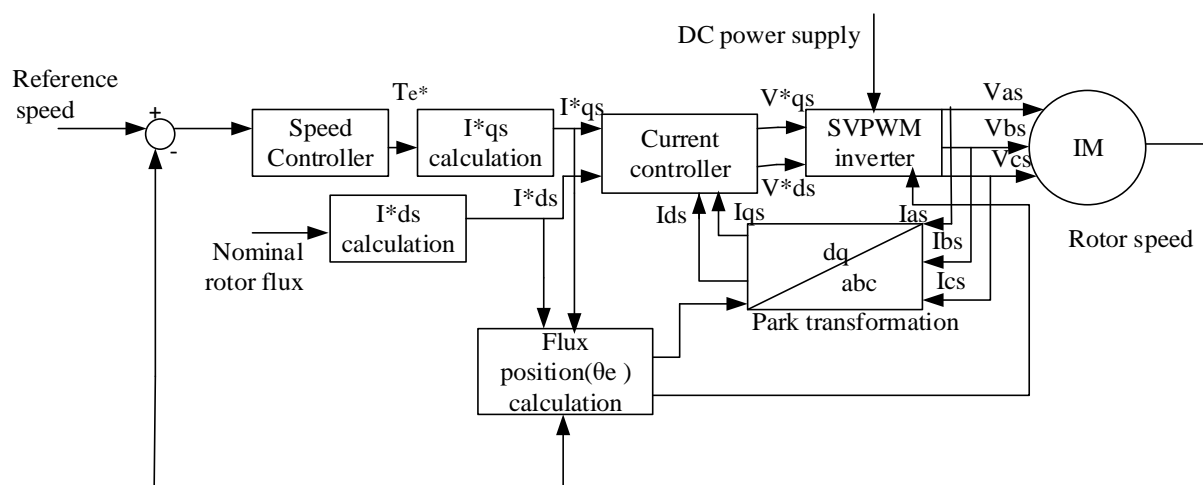 DC power supply
Reference
speed
+
-
Te*
I*qs
V*qs
Vas
Speed
Controller
I*qs
calculation
Current
controller
SVPWM
inverter
Vbs
IM
Vcs
V*ds
I*ds
I*ds
calculation
Ids
Iqs
Ias
Ibs
Ics
Nominal
rotor flux
Rotor speed
dq
abc
Park transformation
Flux
position(θe )
calculation